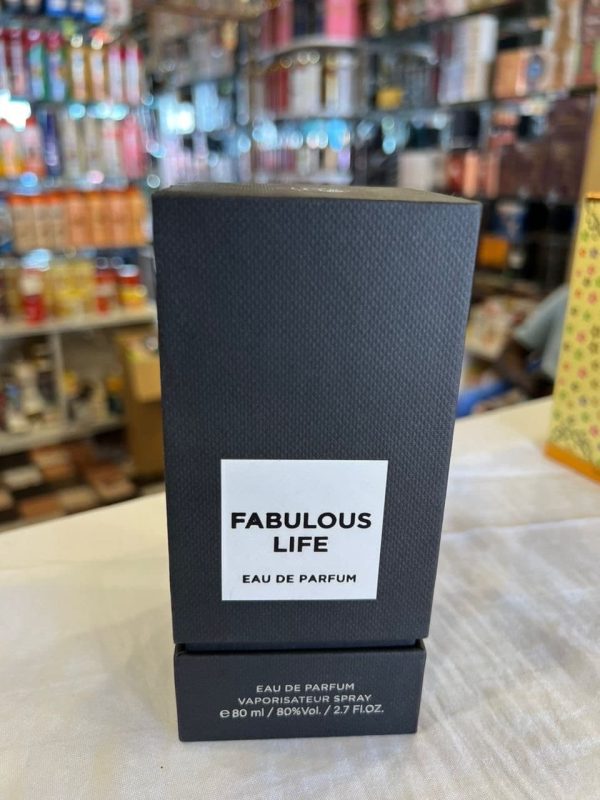 FABULOUS
LIFE
EAU DE PARFUM
EAU DE PARFUM
VAPORISATEUR SPRAY
℮ 80 ml / 80%Vol. / 2.7 Fl.OZ.